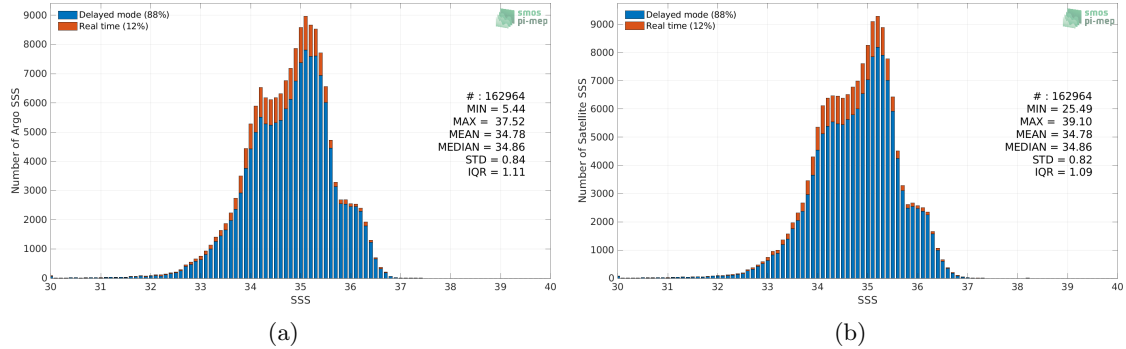 Delayed mode (88%)
Real time (12%)
smos
pi-mep
9000
8000
7000
6000
5000
4000
3000
2000
1000
0
Number of Argo SSS
# : 162964
MIN = 5.44
MAX = 37.52
MEAN = 34.78
MEDIAN = 34.86
STD = 0.84
IQR = 1.11
30 31 32 33 34 35 36 37 38 39 40
SSS
(a)
Delayed mode (88%)
Real time (12%)
smos
pi-mep
9000
8000
7000
6000
5000
4000
3000
2000
1000
0
Number of Satellite SSS
# : 162964
MIN = 25.49
MAX = 39.10
MEAN = 34.78
MEDIAN = 34.86
STD = 0.82
IQR = 1.09
30 31 32 33 34 35 36 37 38 39 40
SSS
(b)